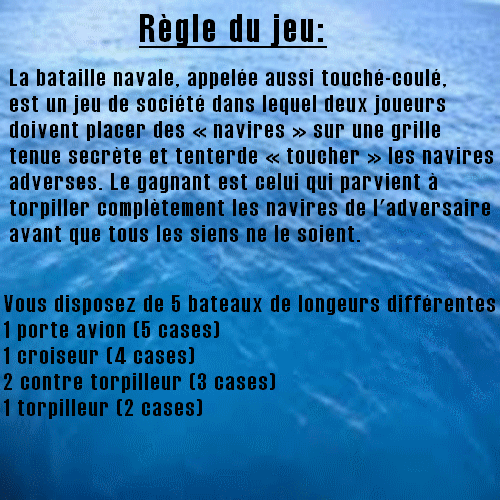 Règle du jeu:
La bataille navale, appelée aussi touché-coulé,
est un jeu de société dans lequel deux joueurs
doivent placer des « navires » sur une grille
tenue secrète et tenterde « toucher » les navires
adverses. Le gagnant est celui qui parvient à
torpiller complètement les navires de l'adversaire
avant que tous les siens ne le soient.
Vous disposez de 5 bateaux de longeurs différentes
1 porte avion (5 cases)
1 croiseur (4 cases)
2 contre torpilleur (3 cases)
1 torpilleur (2 cases)